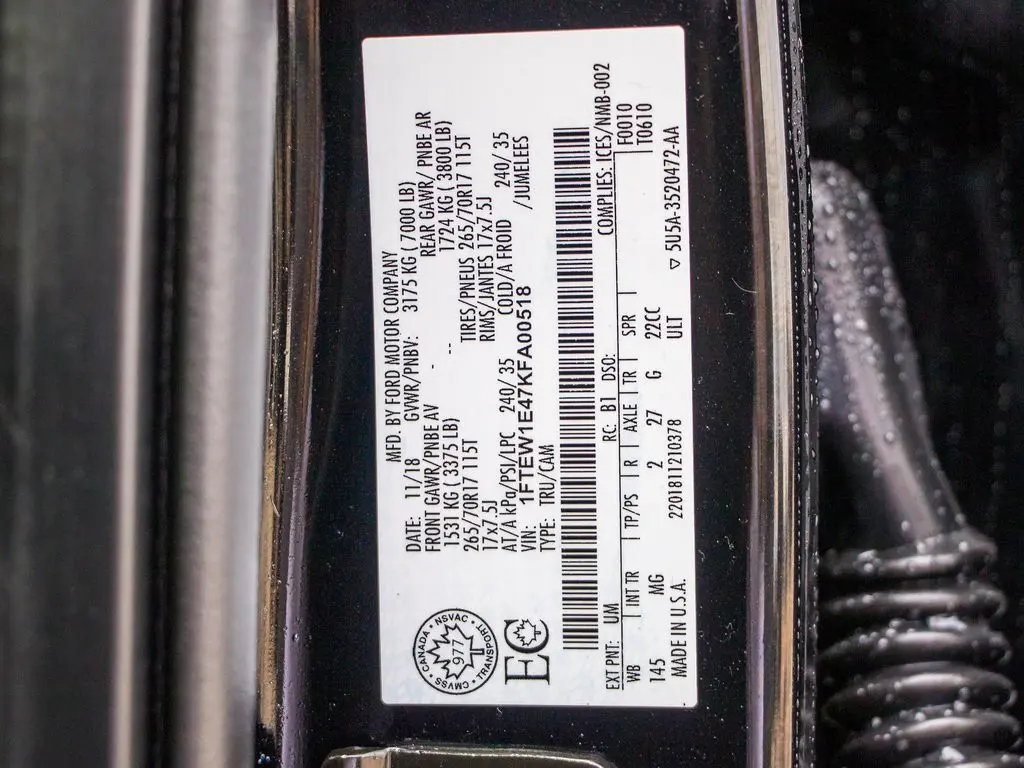 MFD. BY FORD MOTOR COMPANY
DATE: 11/18 GVWR/PNBV: 3175 KG ( 7000 LB)
FRONT GAWR/PNBE AV - REAR GAWR/ PNBE AR
1531 KG ( 3375 LB) -- 1724 KG ( 3800 LB)
265/70R17 115T TIRES/PNEUS 265/70R17 115T
17x7.5J RIMS/JANTES 17x7.5J
AT/A kPa/PSI/LPC 240/ 35 COLD/A FROID 240/ 35
VIN: 1FTEW1E47KFA00518 /JUMELEES
TYPE: TRU/CAM
CANADA · NSVAC · TRANSPORT · CMVSS
977
EC
COMPLIES: ICES/NMB-002
EXT PNT: UM RC: B1 DSO: F0010
WB INT TR TP/PS R AXLE TR SPR T0610
145 MG 2 27 G 22CC
ULT
MADE IN U.S.A. 2201811210378 ▽ 5U5A-3520472-AA